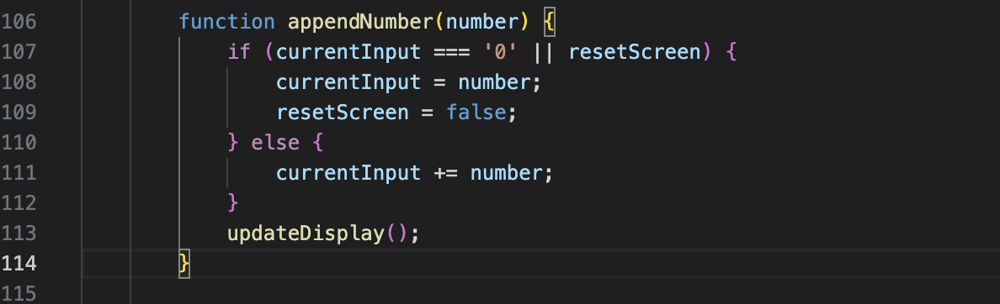 106 function appendNumber(number) {
107 if (currentInput === '0' || resetScreen) {
108 currentInput = number;
109 resetScreen = false;
110 } else {
111 currentInput += number;
112 }
113 updateDisplay();
114 }
115